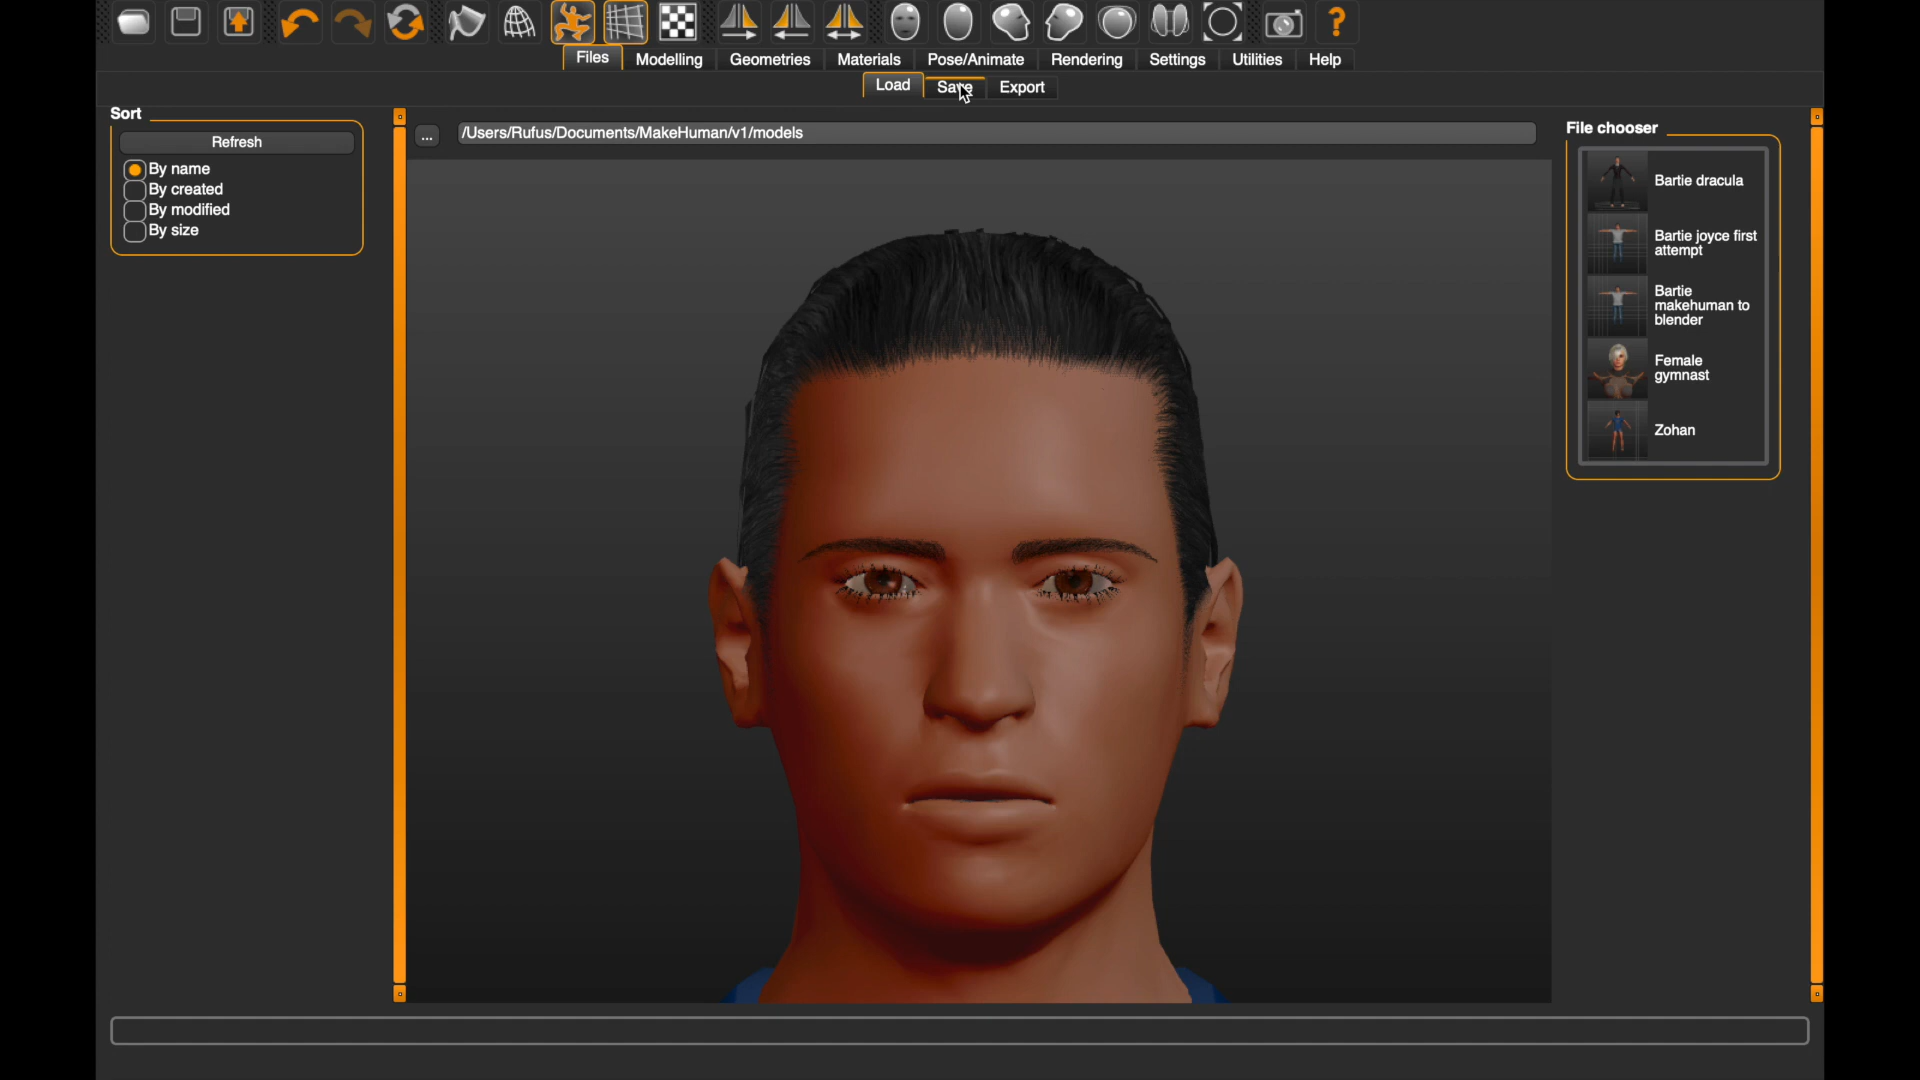 Files
Modelling
Geometries
Materials
Pose/Animate
Rendering
Settings
Utilities
Help
Load
Save
Export
Sort
Refresh
By name
By created
By modified
By size
...
/Users/Rufus/Documents/MakeHuman/v1/models
File chooser
Bartie dracula
Bartie joyce first
attempt
Bartie
makehuman to
blender
Female
gymnast
Zohan